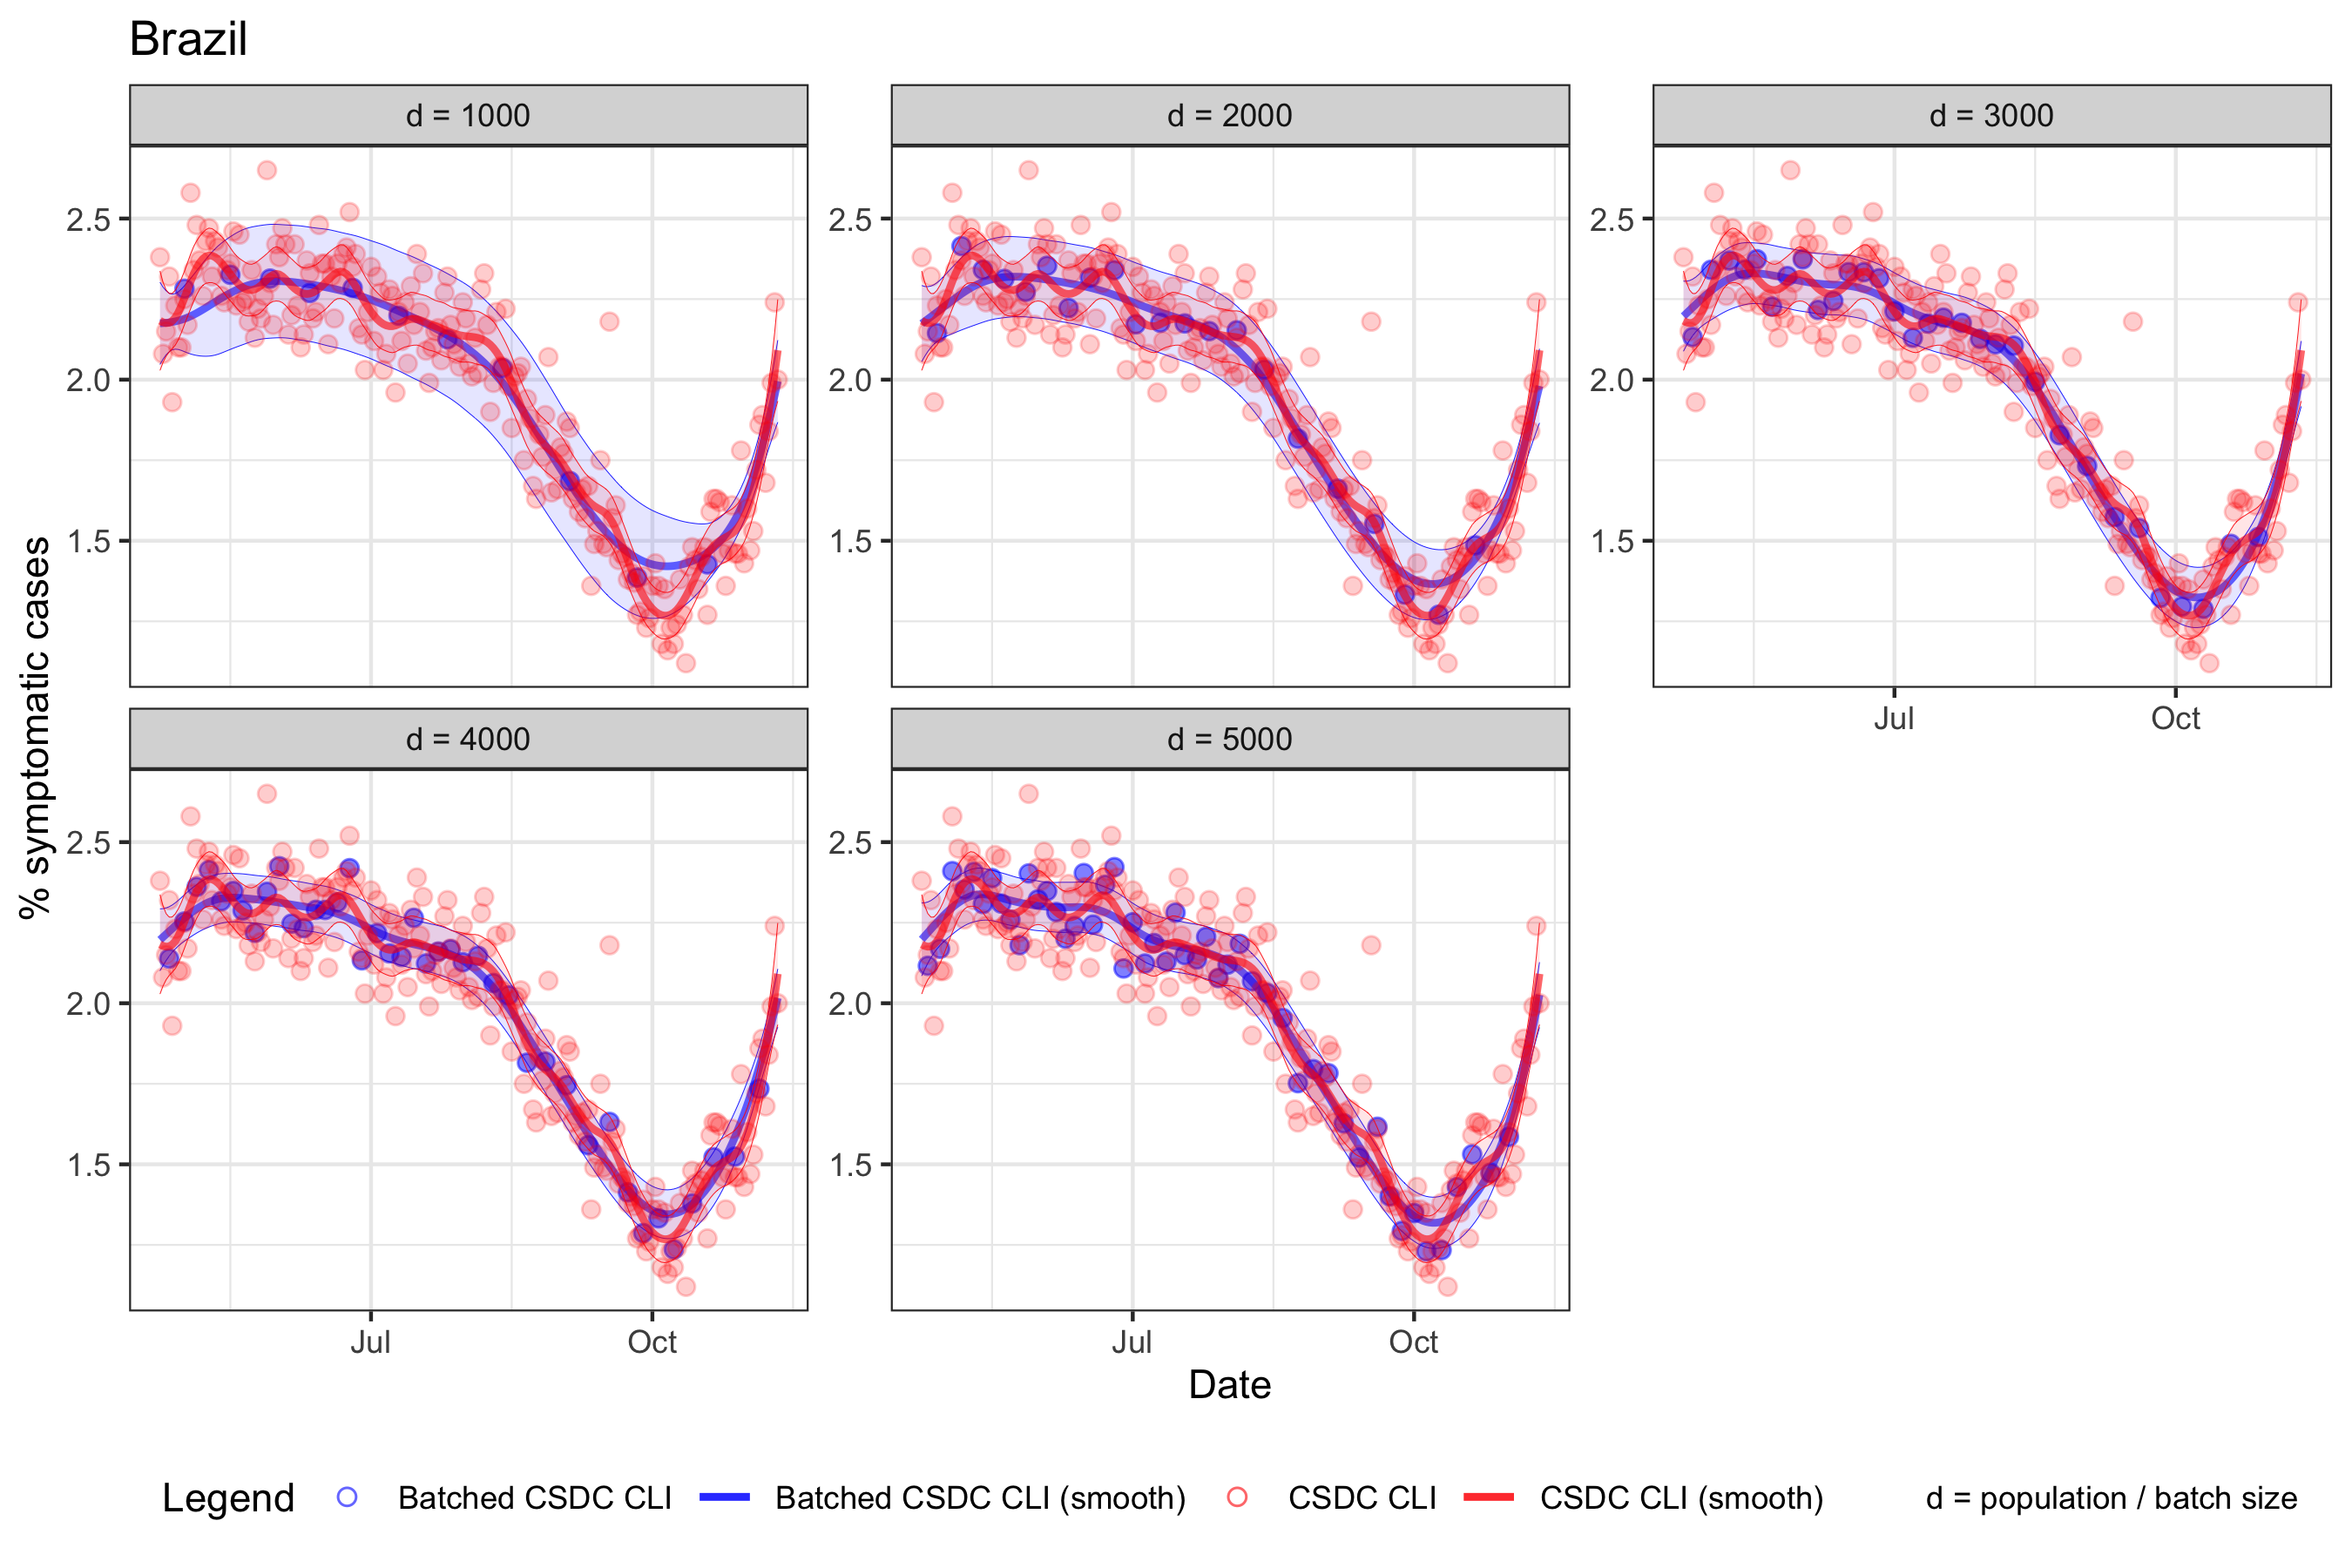 Brazil
d = 1000
d = 2000
d = 3000
2.5
2.0
1.5
2.5
2.0
1.5
2.5
2.0
1.5
Jul
Oct
% symptomatic cases
d = 4000
d = 5000
2.5
2.0
1.5
2.5
2.0
1.5
Jul
Oct
Jul
Oct
Date
Legend Batched CSDC CLI Batched CSDC CLI (smooth) CSDC CLI CSDC CLI (smooth) d = population / batch size